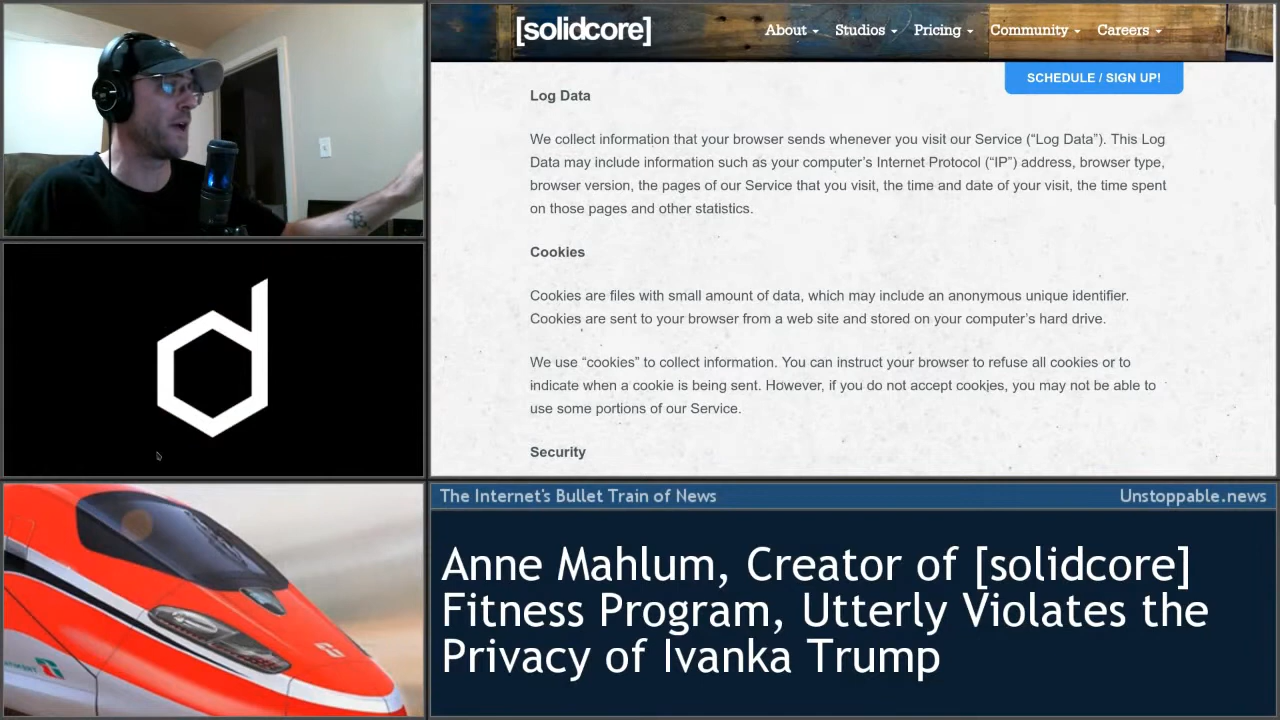 [solidcore]
About Studios Pricing Community Careers
SCHEDULE / SIGN UP!
Log Data
We collect information that your browser sends whenever you visit our Service (“Log Data”). This Log
Data may include information such as your computer’s Internet Protocol (“IP”) address, browser type,
browser version, the pages of our Service that you visit, the time and date of your visit, the time spent
on those pages and other statistics.
Cookies
Cookies are files with small amount of data, which may include an anonymous unique identifier.
Cookies are sent to your browser from a web site and stored on your computer’s hard drive.
We use “cookies” to collect information. You can instruct your browser to refuse all cookies or to
indicate when a cookie is being sent. However, if you do not accept cookies, you may not be able to
use some portions of our Service.
Security
The Internet's Bullet Train of News
Unstoppable.news
Anne Mahlum, Creator of [solidcore]
Fitness Program, Utterly Violates the
Privacy of Ivanka Trump